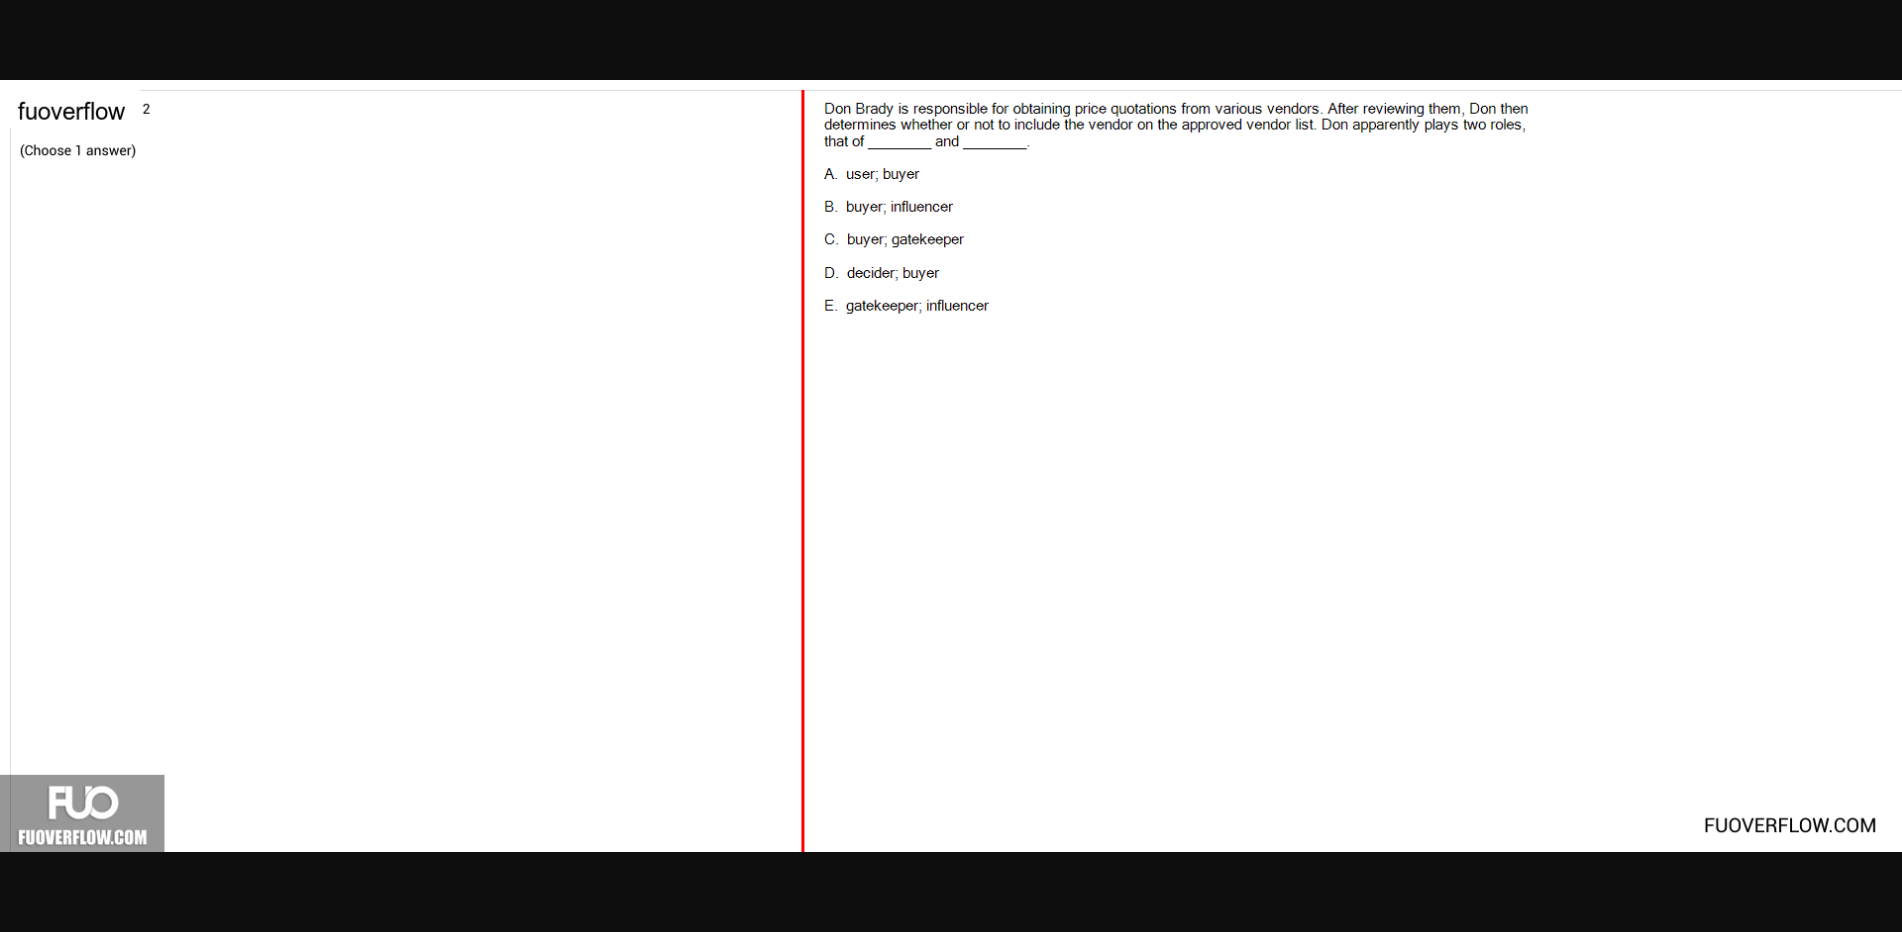 fuoverflow 2
(Choose 1 answer)
Don Brady is responsible for obtaining price quotations from various vendors. After reviewing them, Don then
determines whether or not to include the vendor on the approved vendor list. Don apparently plays two roles,
that of ________ and ________.
A. user; buyer
B. buyer; influencer
C. buyer; gatekeeper
D. decider; buyer
E. gatekeeper; influencer
FUO
FUOVERFLOW.COM
FUOVERFLOW.COM